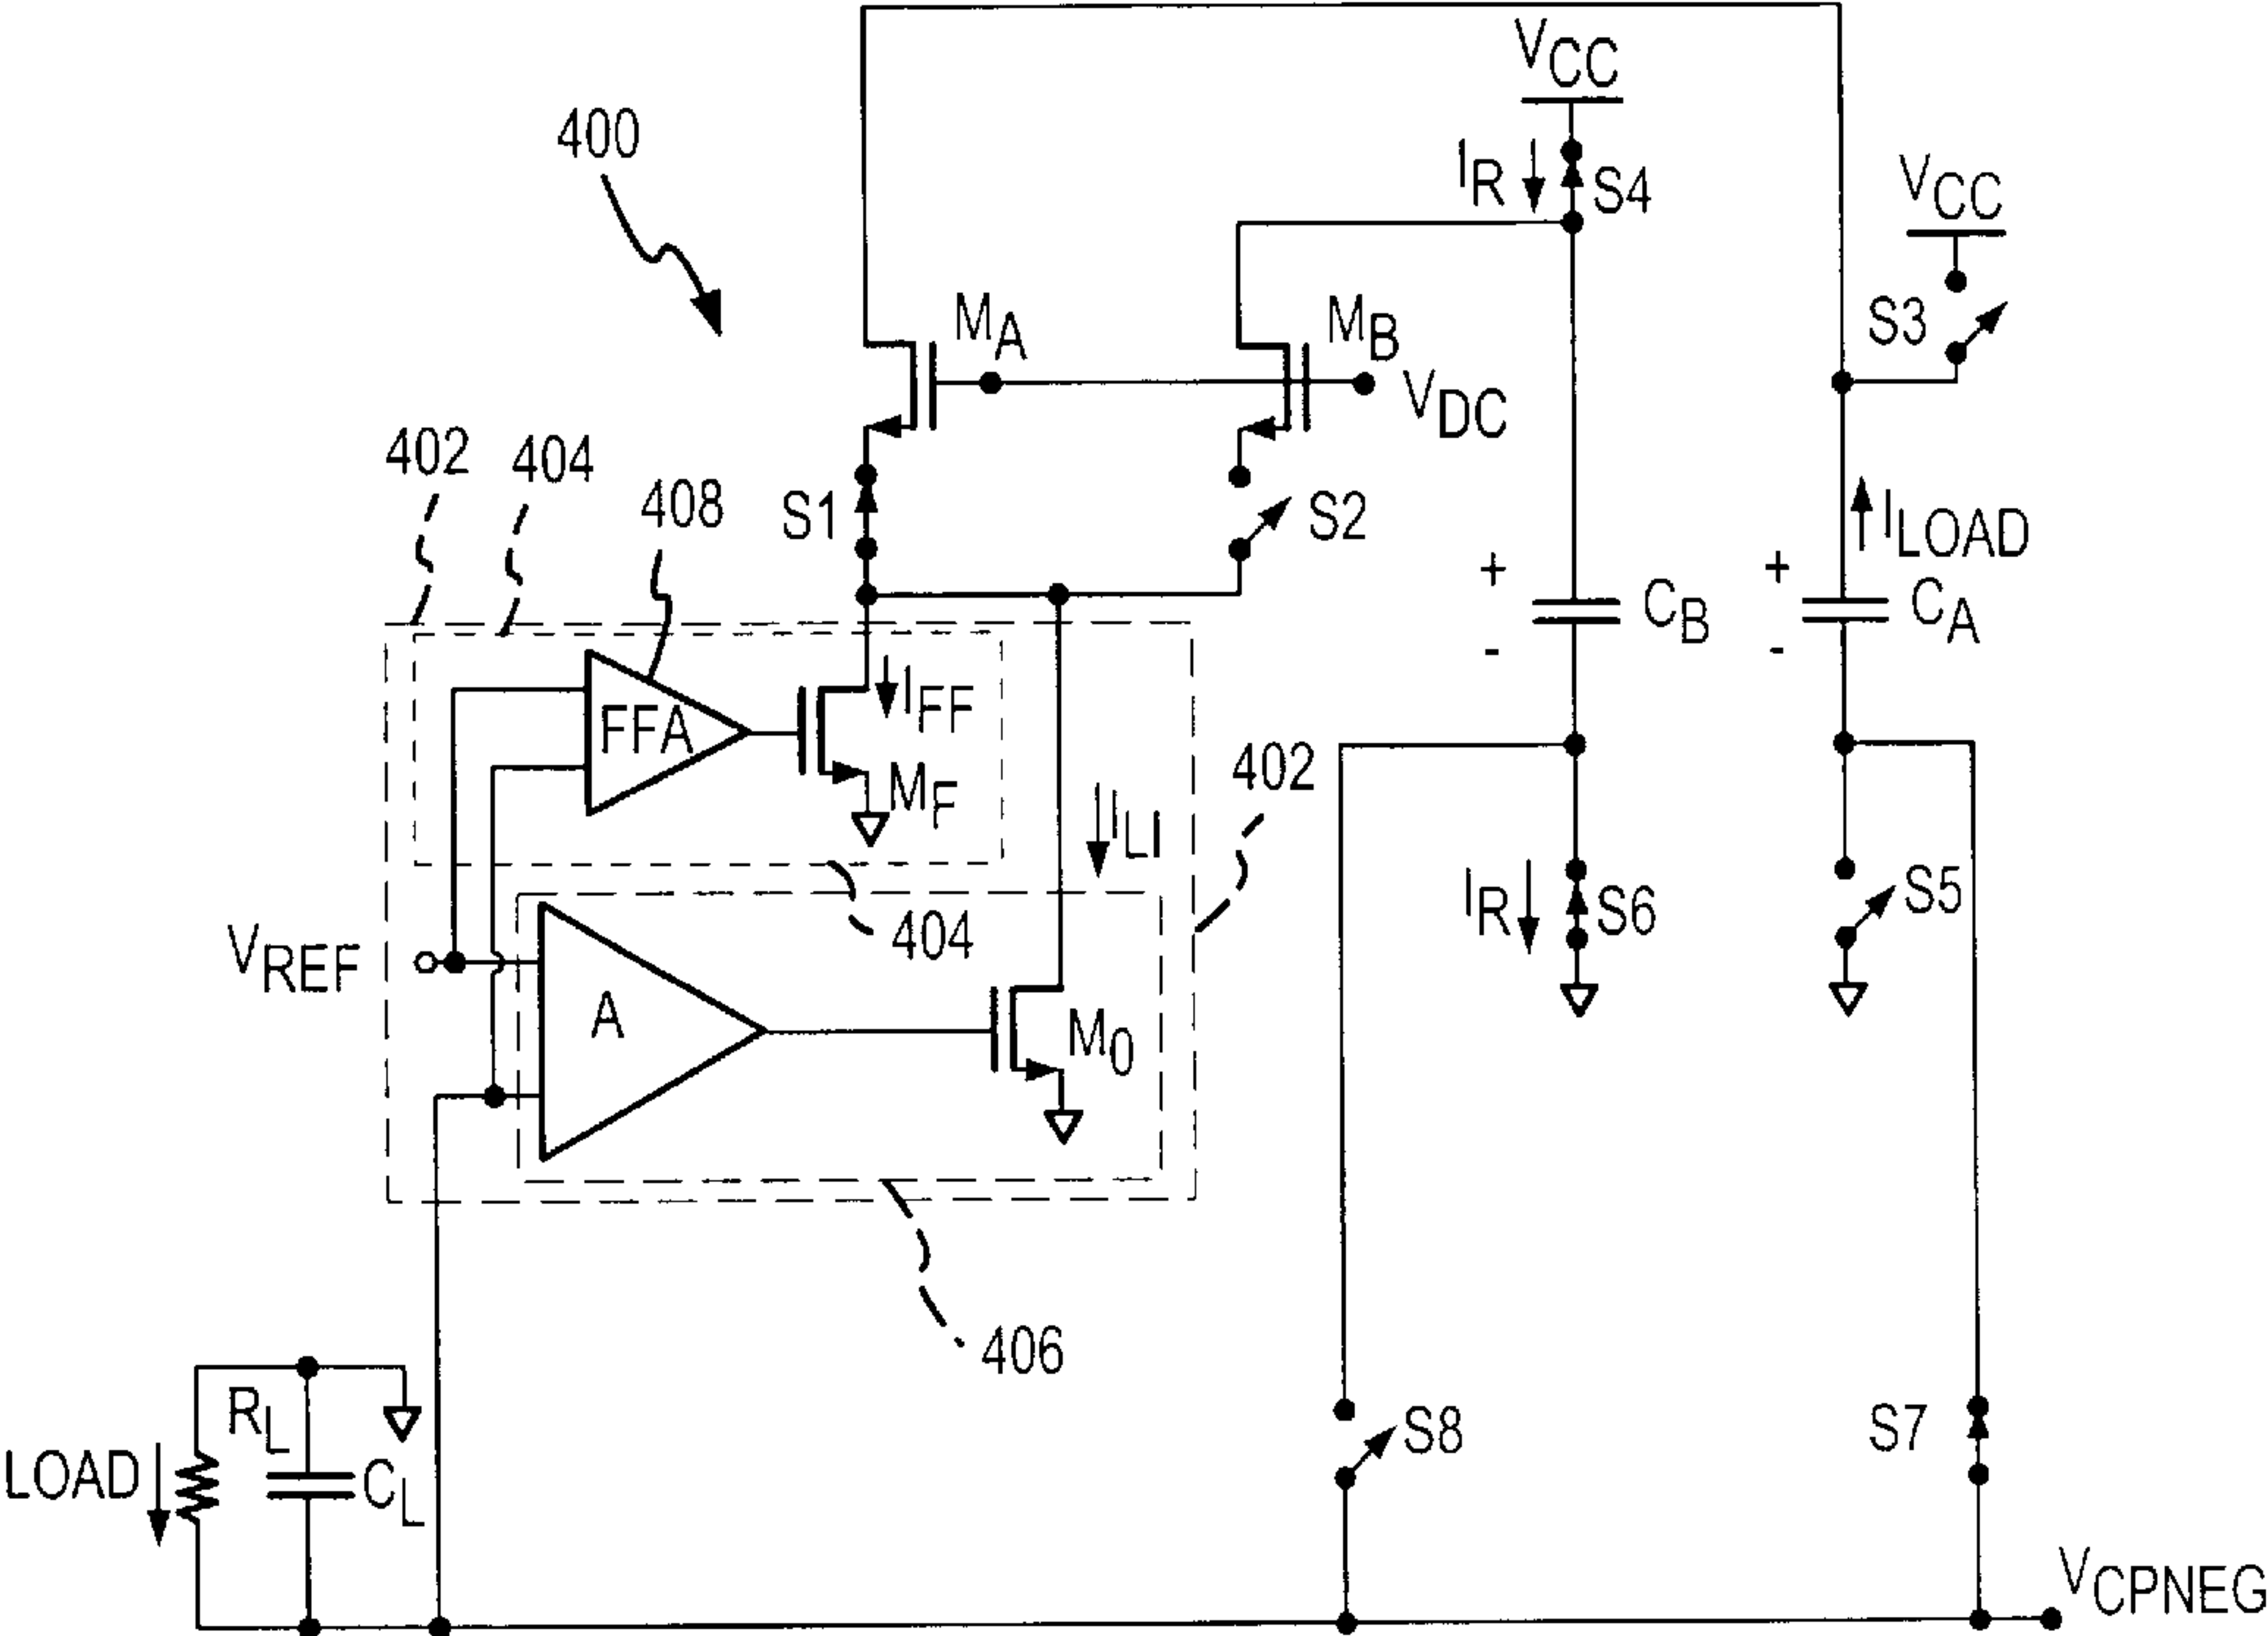 VCC
400
IR
S4
VCC
MA
MB
S3
VDC
402
404
408
S1
S2
ILOAD
+
+
CB
CA
-
-
IFF
FFA
MF
402
ILI
IR
S6
S5
404
VREF
A
MO
406
RL
S8
S7
LOAD
CL
VCPNEG